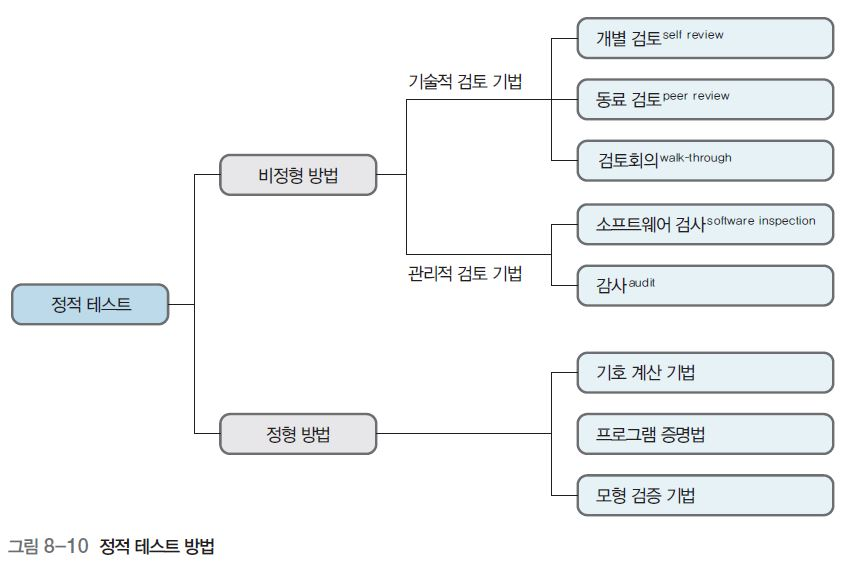 개별 검토self review
기술적 검토 기법
동료 검토peer review
검토회의walk-through
비정형 방법
소프트웨어 검사software inspection
관리적 검토 기법
감사audit
정적 테스트
기호 계산 기법
정형 방법
프로그램 증명법
모형 검증 기법
그림 8-10 정적 테스트 방법